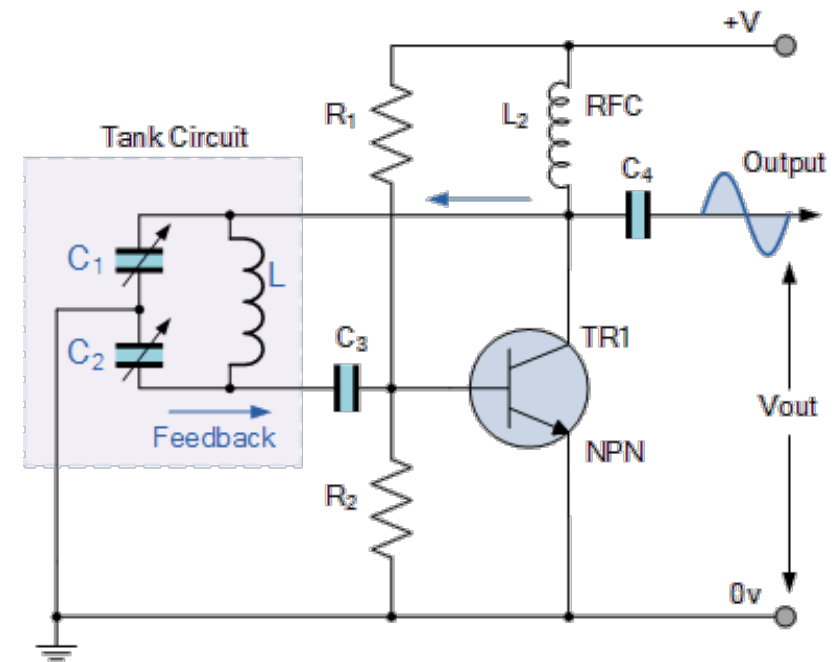 +V
R₁
L₂
RFC
Tank Circuit
C₄
Output
C₁
L
C₂
C₃
TR1
Vout
Feedback
NPN
R₂
0v